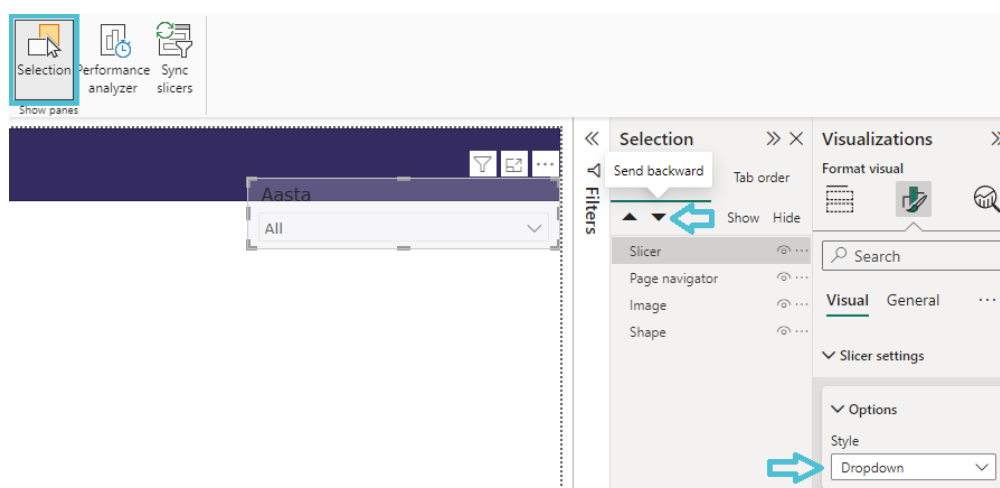 Selection
Performance
analyzer
Sync
slicers
Show panes
Aasta
All
Filters
Selection
Send backward
Tab order
Show Hide
Slicer
Page navigator
Image
Shape
Visualizations
Format visual
Search
Visual General
Slicer settings
Options
Style
Dropdown